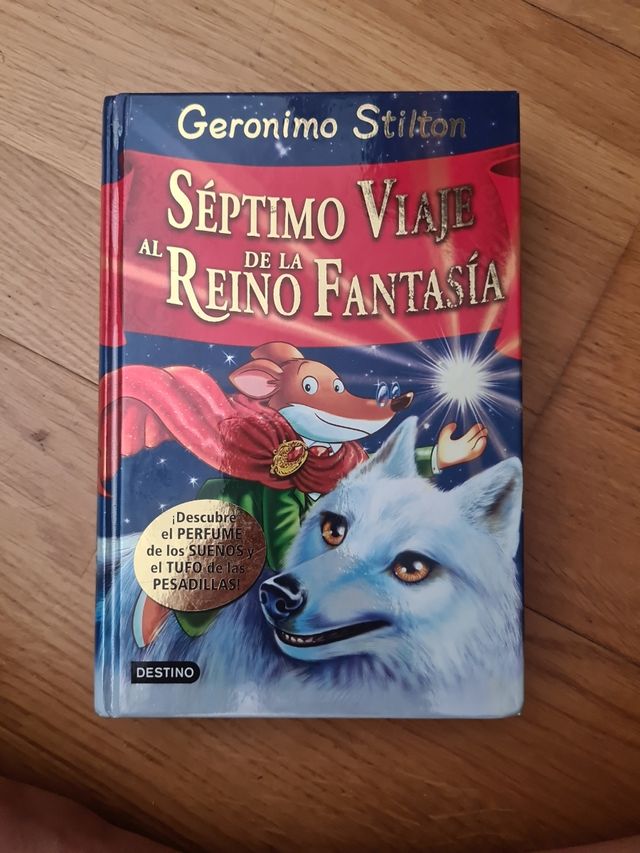 Geronimo Stilton
SÉPTIMO VIAJE
AL REINO DE LA FANTASÍA
¡Descubre
el PERFUME
de los SUEÑOS y
el TUFO de las
PESADILLAS!
DESTINO